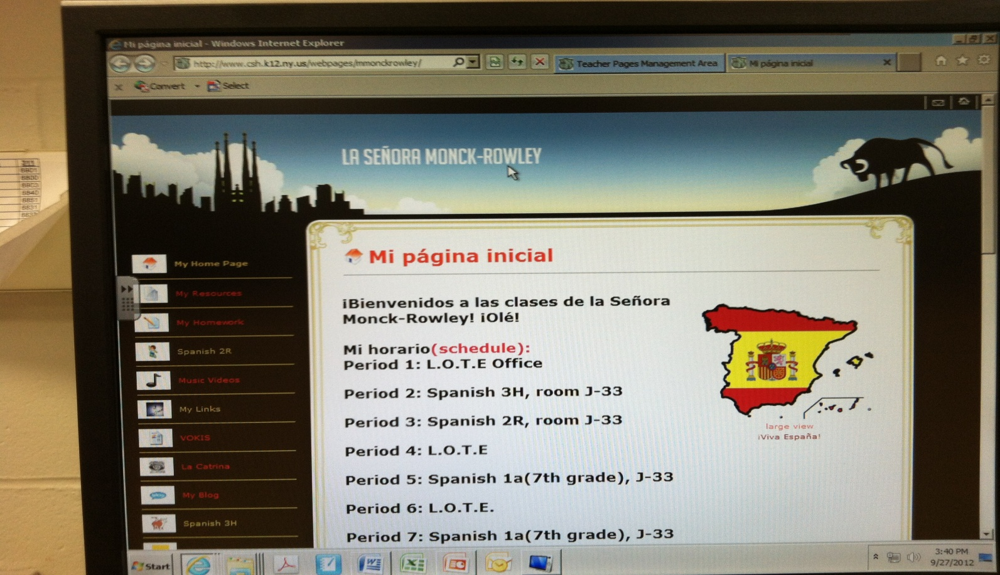 Mi página inicial - Windows Internet Explorer
http://www.csh.k12.ny.us/webpages/mmonckrowley/
Teacher Pages Management Area
Mi página inicial
Convert
Select
LA SEÑORA MONCK-ROWLEY
My Home Page
My Resources
My Homework
Spanish 2R
Music Videos
My Links
VOKIS
La Catrina
My Blog
Spanish 3H
Mi página inicial
¡Bienvenidos a las clases de la Señora
Monck-Rowley! ¡Olé!
Mi horario(schedule):
Period 1: L.O.T.E Office
Period 2: Spanish 3H, room J-33
Period 3: Spanish 2R, room J-33
Period 4: L.O.T.E
Period 5: Spanish 1a(7th grade), J-33
Period 6: L.O.T.E.
Period 7: Spanish 1a(7th grade), J-33
large view
¡Viva España!
Start
3:40 PM
9/27/2012